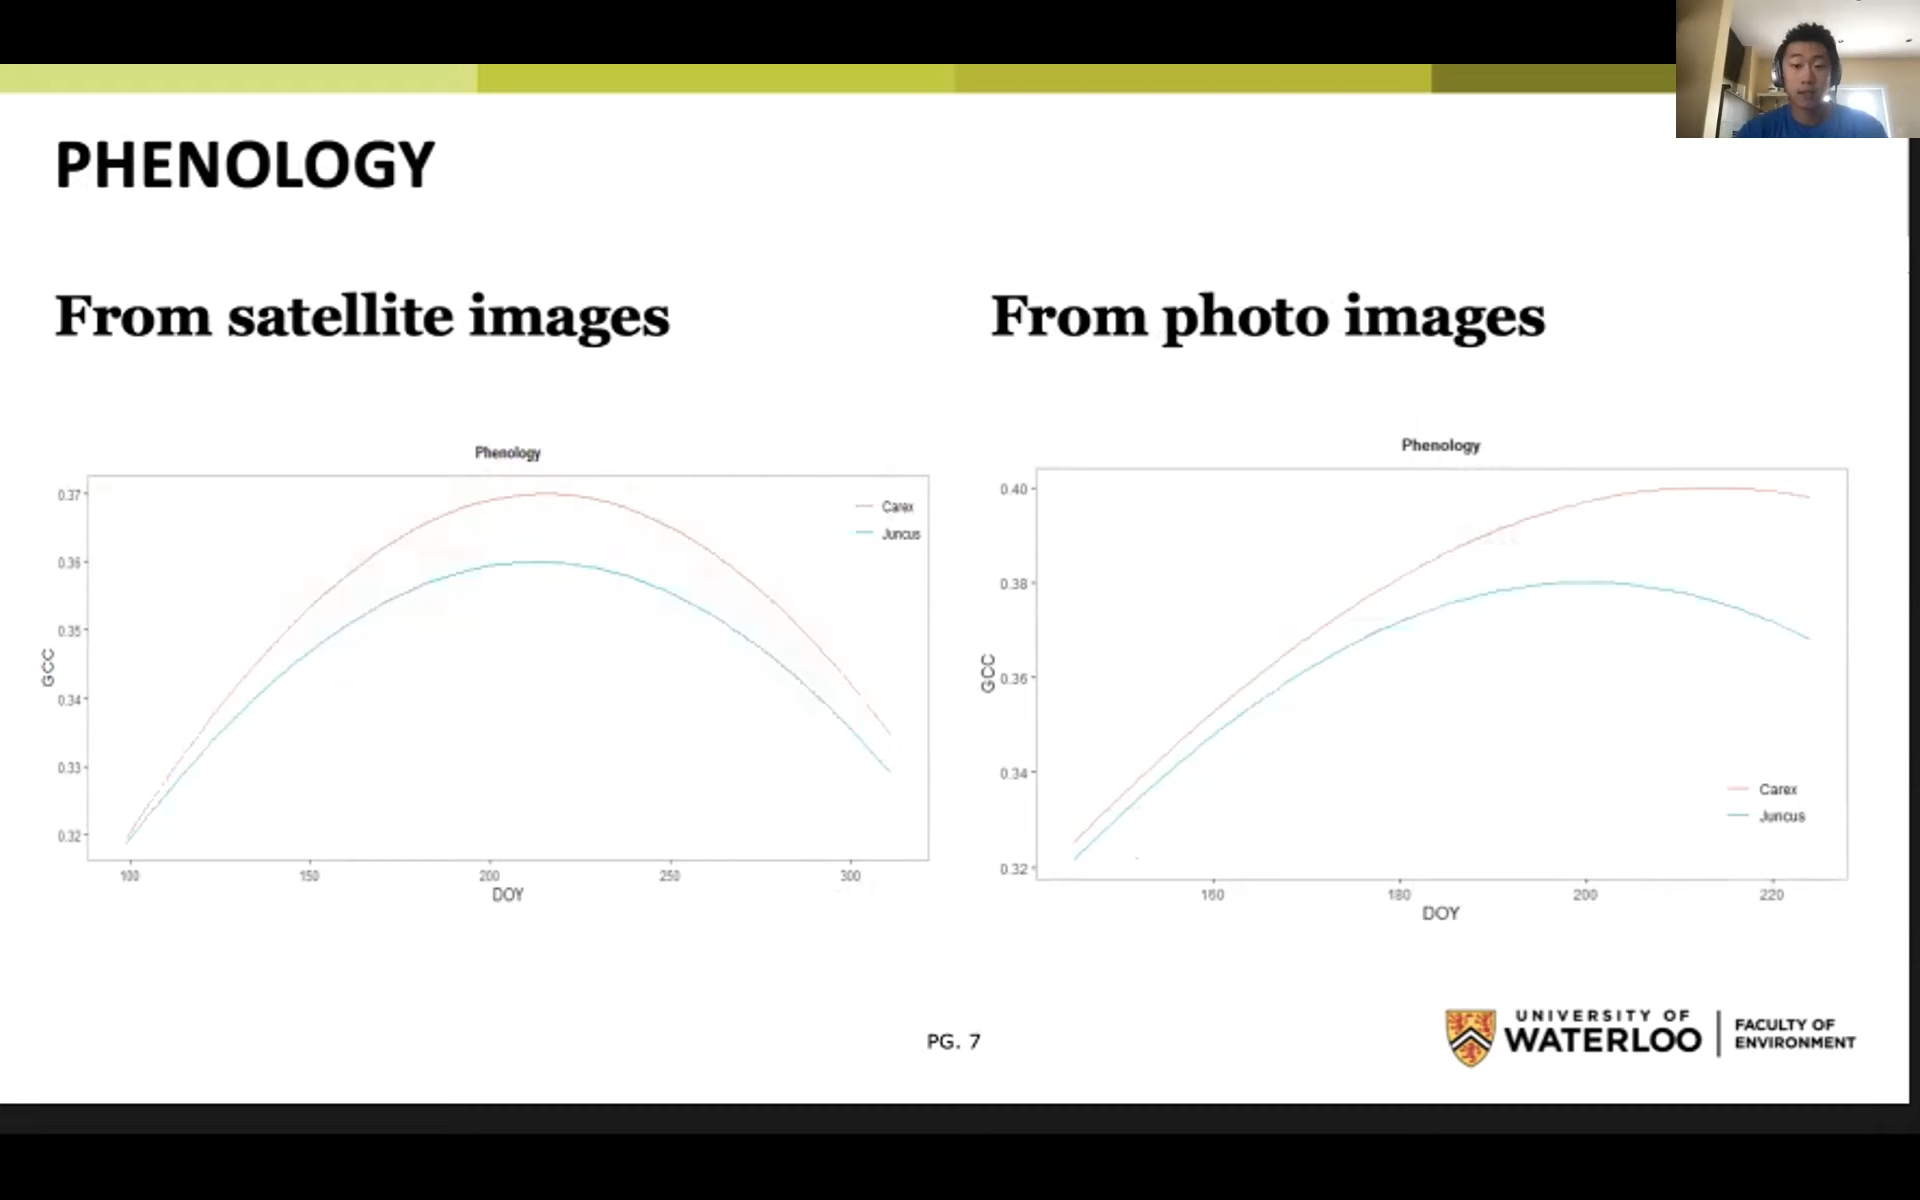 PHENOLOGY
From satellite images
From photo images
Phenology
0.37
0.36
0.35
0.34
0.33
0.32
GCC
100
150
200
250
300
DOY
Carex
Juncus
Phenology
0.40
0.38
0.36
0.34
0.32
GCC
160
180
200
220
DOY
Carex
Juncus
PG. 7
UNIVERSITY OF
WATERLOO
FACULTY OF
ENVIRONMENT